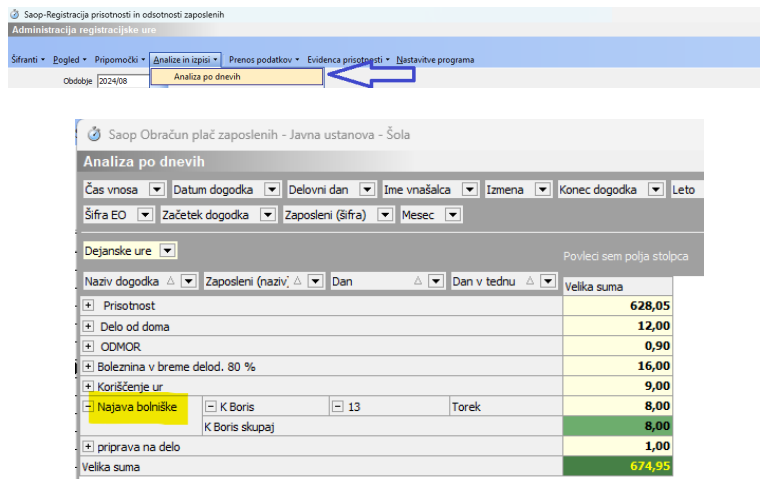 Saop-Registracija prisotnosti in odsotnosti zaposlenih
Administracija registracijske ure
Šifranti Pogled Pripomočki Analize in izpisi Prenos podatkov Evidenca prisotnosti Nastavitve programa
Obdobje 2024/08 Analiza po dnevih
Saop Obračun plač zaposlenih - Javna ustanova - Šola
Analiza po dnevih
Čas vnosa Datum dogodka Delovni dan Ime vnašalca Izmena Konec dogodka Leto
Šifra EO Začetek dogodka Zaposleni (šifra) Mesec
Dejanske ure Povleci sem polja stolpca
Naziv dogodka Zaposleni (naziv) Dan Dan v tednu Velika suma
Prisotnost 628,05
Delo od doma 12,00
ODMOR 0,90
Boleznina v breme delod. 80 % 16,00
Koriščenje ur 9,00
Najava bolniške K Boris 13 Torek 8,00
K Boris skupaj 8,00
priprava na delo 1,00
Velika suma 674,95